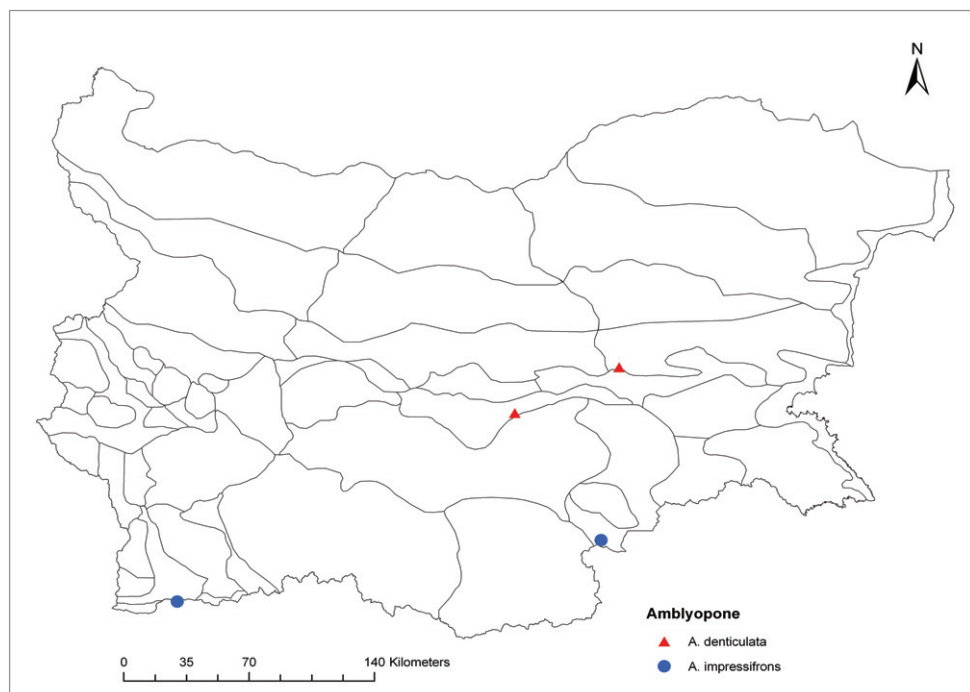 N
Amblyopone
A. denticulata
A. impressifrons
0 35 70 140 Kilometers